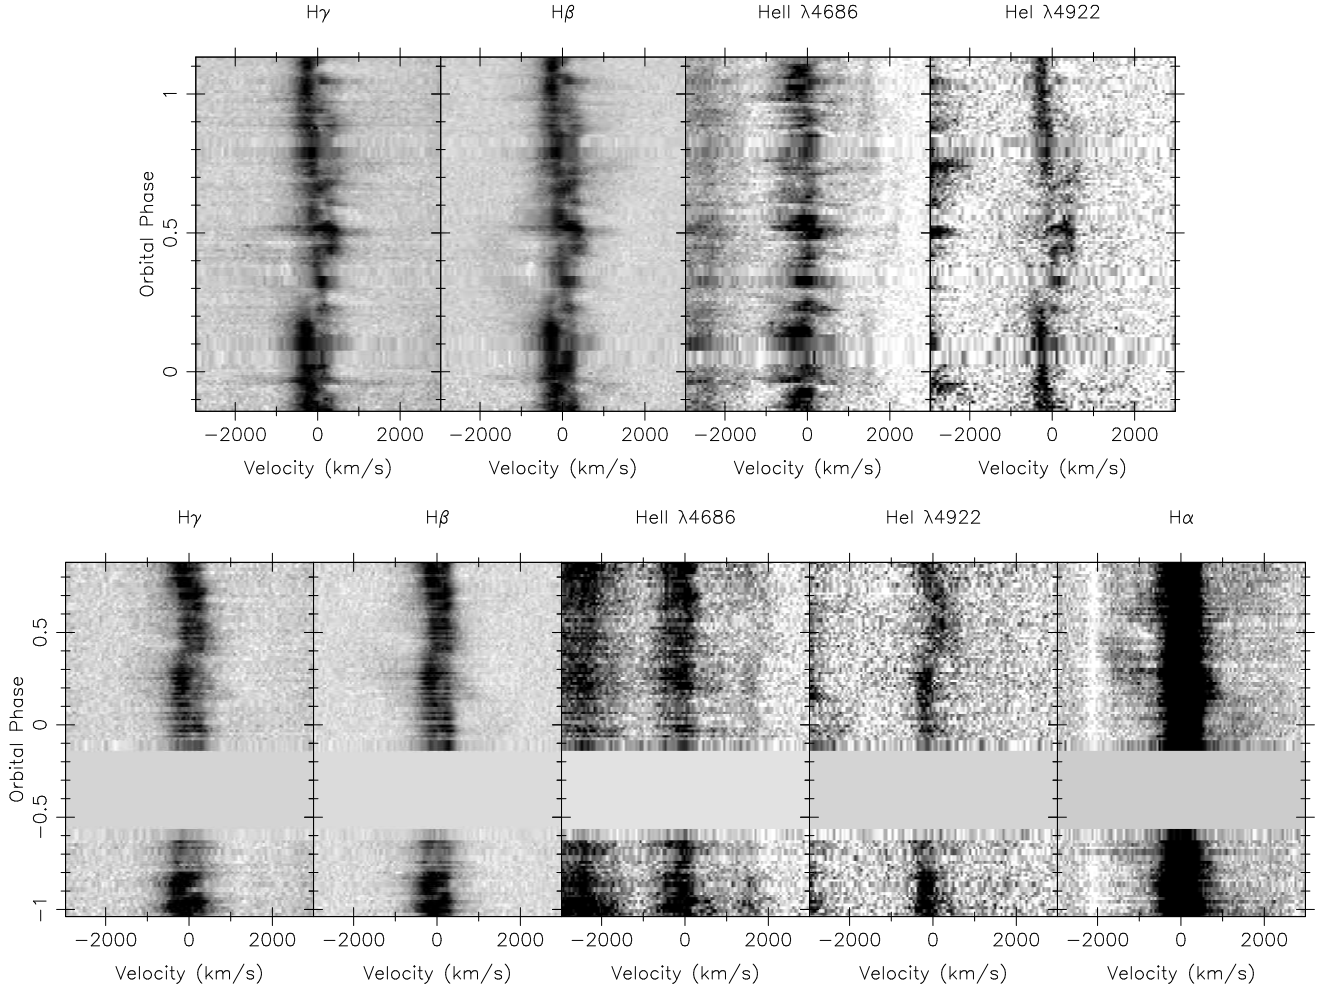 Hγ Hβ HeII λ4686 HeI λ4922
Orbital Phase
1
0.5
0
−2000 0 2000 −2000 0 2000 −2000 0 2000 −2000 0 2000
Velocity (km/s) Velocity (km/s) Velocity (km/s) Velocity (km/s)
Hγ Hβ HeII λ4686 HeI λ4922 Hα
Orbital Phase
0.5
0
−0.5
−1
−2000 0 2000 −2000 0 2000 −2000 0 2000 −2000 0 2000 −2000 0 2000
Velocity (km/s) Velocity (km/s) Velocity (km/s) Velocity (km/s) Velocity (km/s)